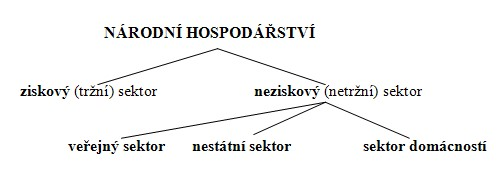 NÁRODNÍ HOSPODÁŘSTVÍ
ziskový (tržní) sektor neziskový (netržní) sektor
veřejný sektor nestátní sektor sektor domácností